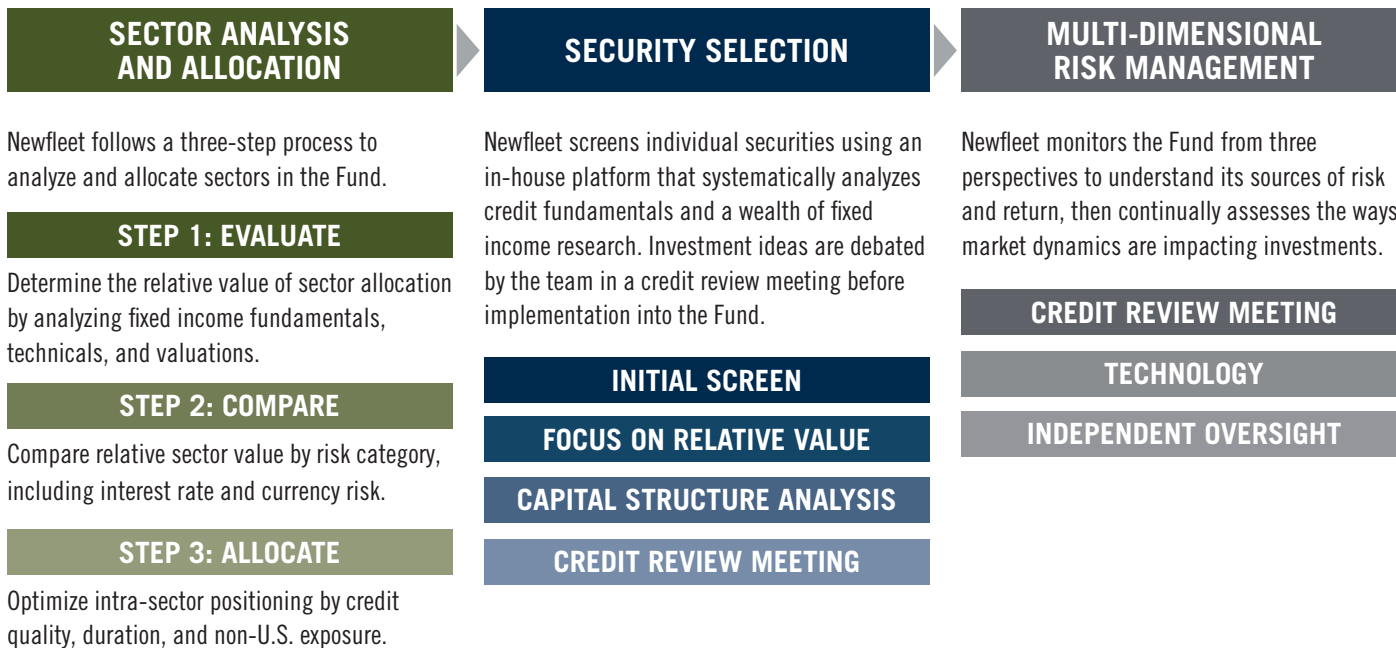 SECTOR ANALYSIS
AND ALLOCATION
Newfleet follows a three-step process to
analyze and allocate sectors in the Fund.
STEP 1: EVALUATE
Determine the relative value of sector allocation
by analyzing fixed income fundamentals,
technicals, and valuations.
STEP 2: COMPARE
Compare relative sector value by risk category,
including interest rate and currency risk.
STEP 3: ALLOCATE
Optimize intra-sector positioning by credit
quality, duration, and non-U.S. exposure.
SECURITY SELECTION
Newfleet screens individual securities using an
in-house platform that systematically analyzes
credit fundamentals and a wealth of fixed
income research. Investment ideas are debated
by the team in a credit review meeting before
implementation into the Fund.
INITIAL SCREEN
FOCUS ON RELATIVE VALUE
CAPITAL STRUCTURE ANALYSIS
CREDIT REVIEW MEETING
MULTI-DIMENSIONAL
RISK MANAGEMENT
Newfleet monitors the Fund from three
perspectives to understand its sources of risk
and return, then continually assesses the ways
market dynamics are impacting investments.
CREDIT REVIEW MEETING
TECHNOLOGY
INDEPENDENT OVERSIGHT